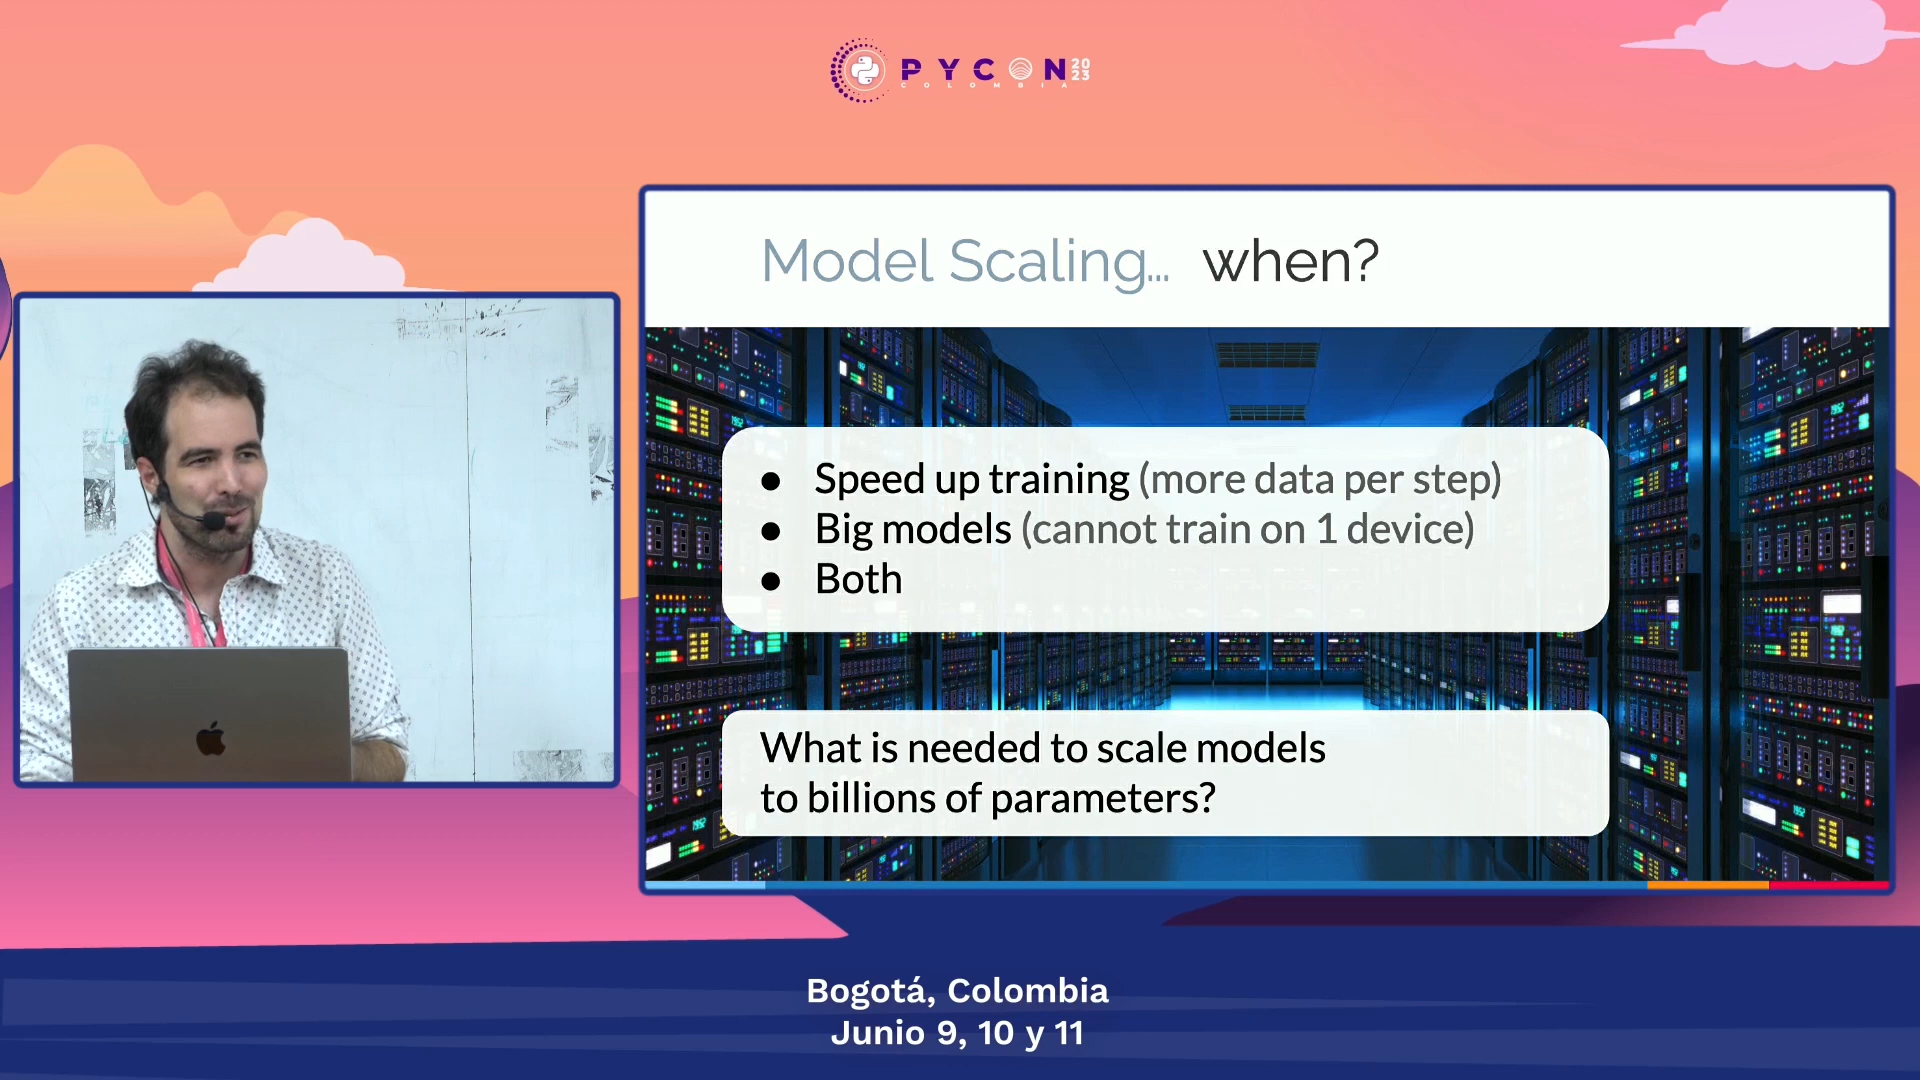 PYCON 2023
COLOMBIA
Model Scaling... when?
● Speed up training (more data per step)
● Big models (cannot train on 1 device)
● Both
What is needed to scale models
to billions of parameters?
Bogotá, Colombia
Junio 9, 10 y 11